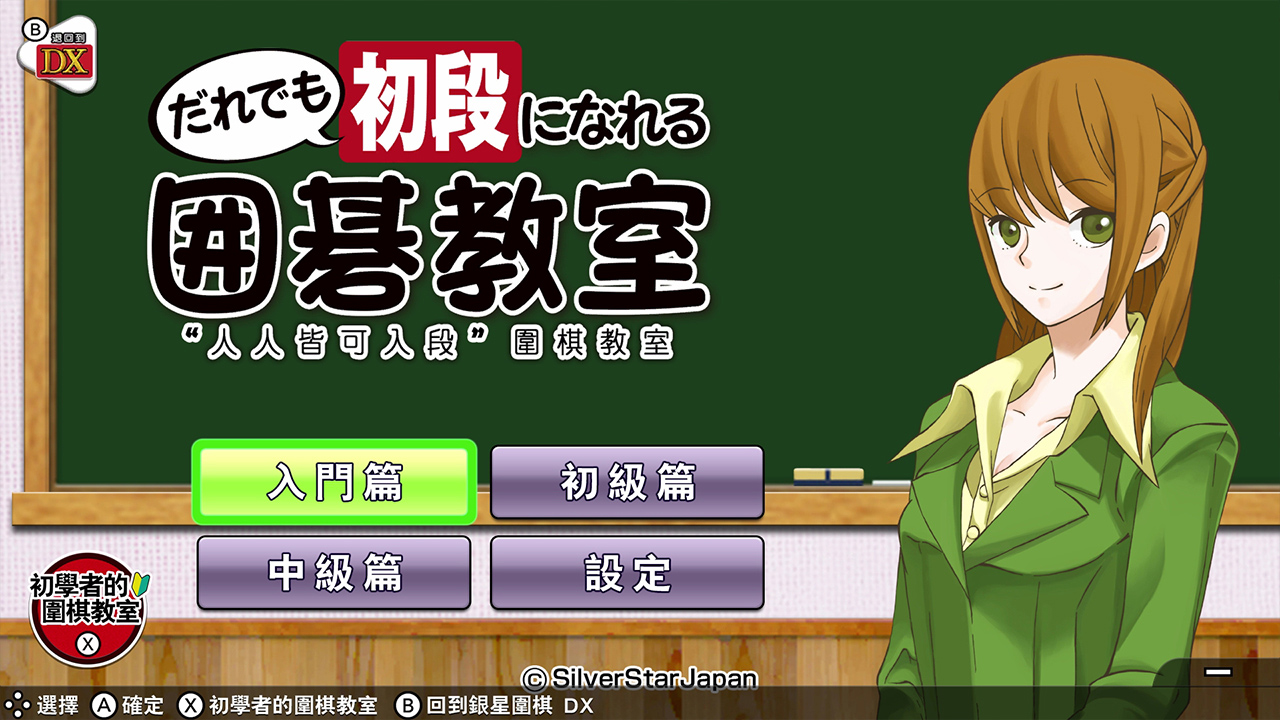 B 退回到
DX
だれでも初段になれる
囲碁教室
“人人皆可入段”圍棋教室
入門篇 初級篇
中級篇 設定
初學者的
圍棋教室
X
©SilverStarJapan
選擇 A 確定 X 初學者的圍棋教室 B 回到銀星圍棋 DX